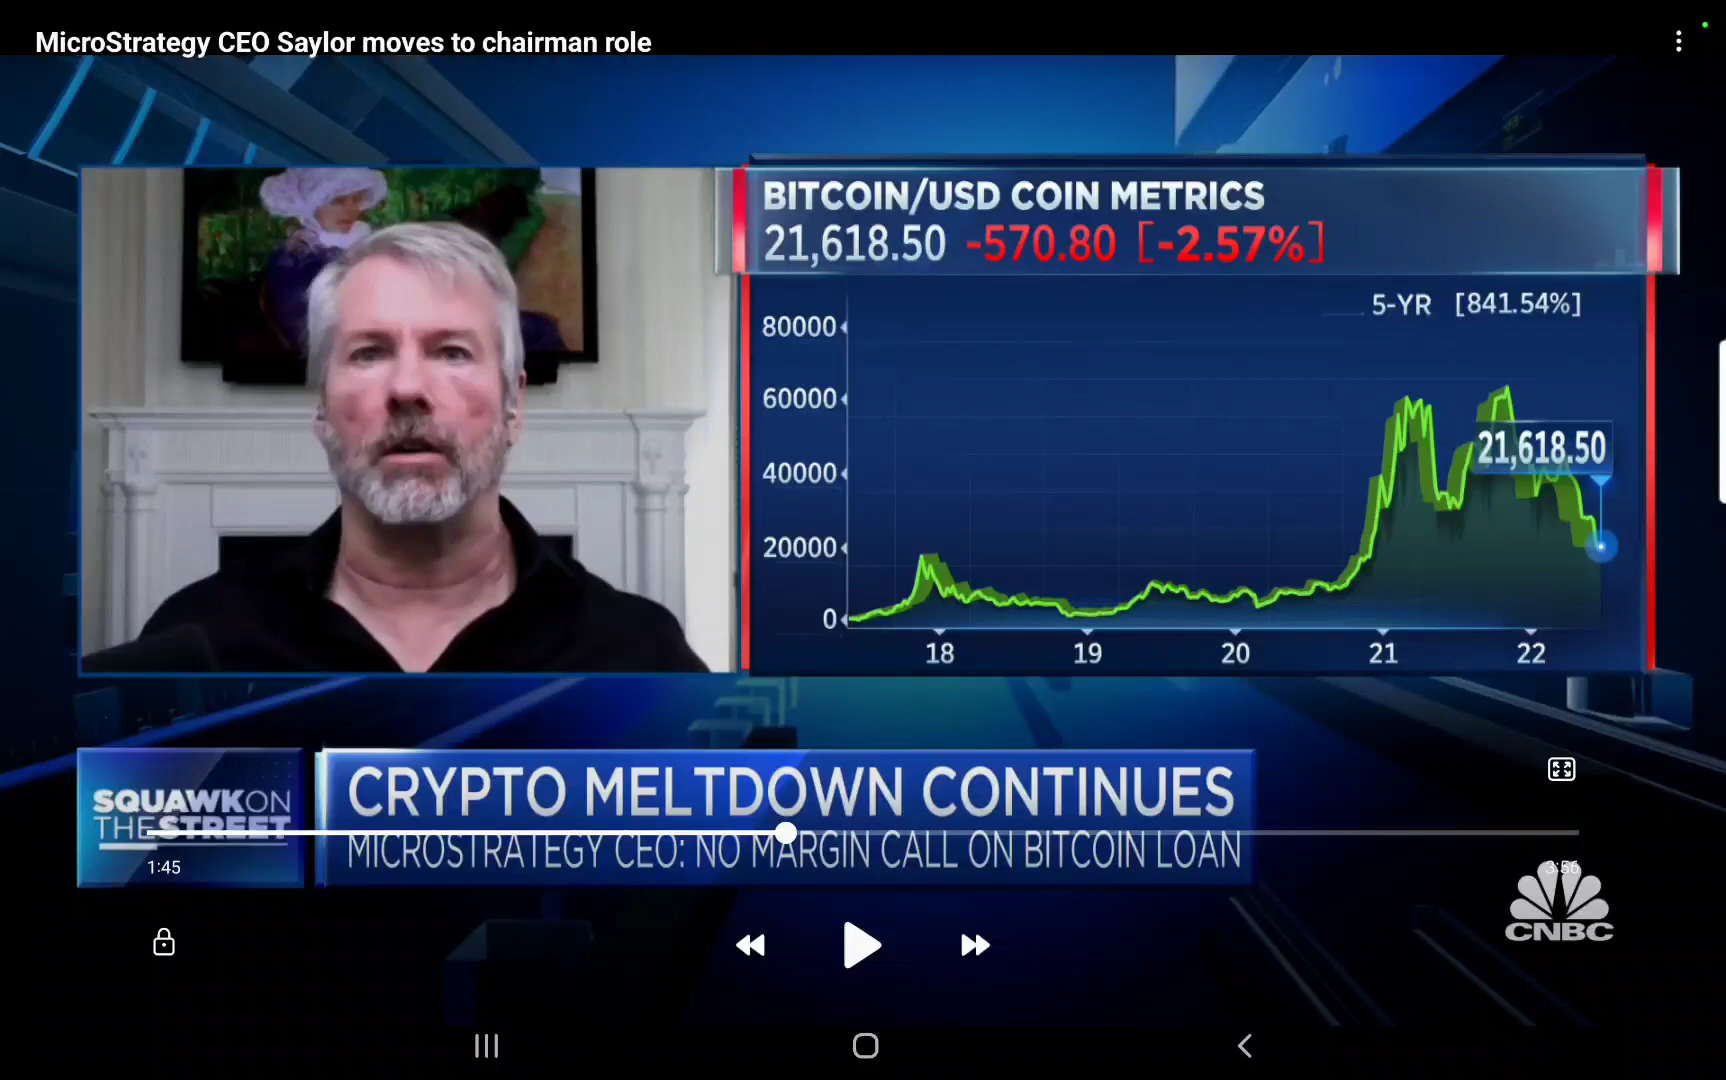 MicroStrategy CEO Saylor moves to chairman role
BITCOIN/USD COIN METRICS
21,618.50 -570.80 [-2.57%]
5-YR [841.54%]
80000
60000
40000
20000
0
21,618.50
18 19 20 21 22
SQUAWK ON
THE STREET
CRYPTO MELTDOWN CONTINUES
MICROSTRATEGY CEO: NO MARGIN CALL ON BITCOIN LOAN
1:45
3:56
CNBC